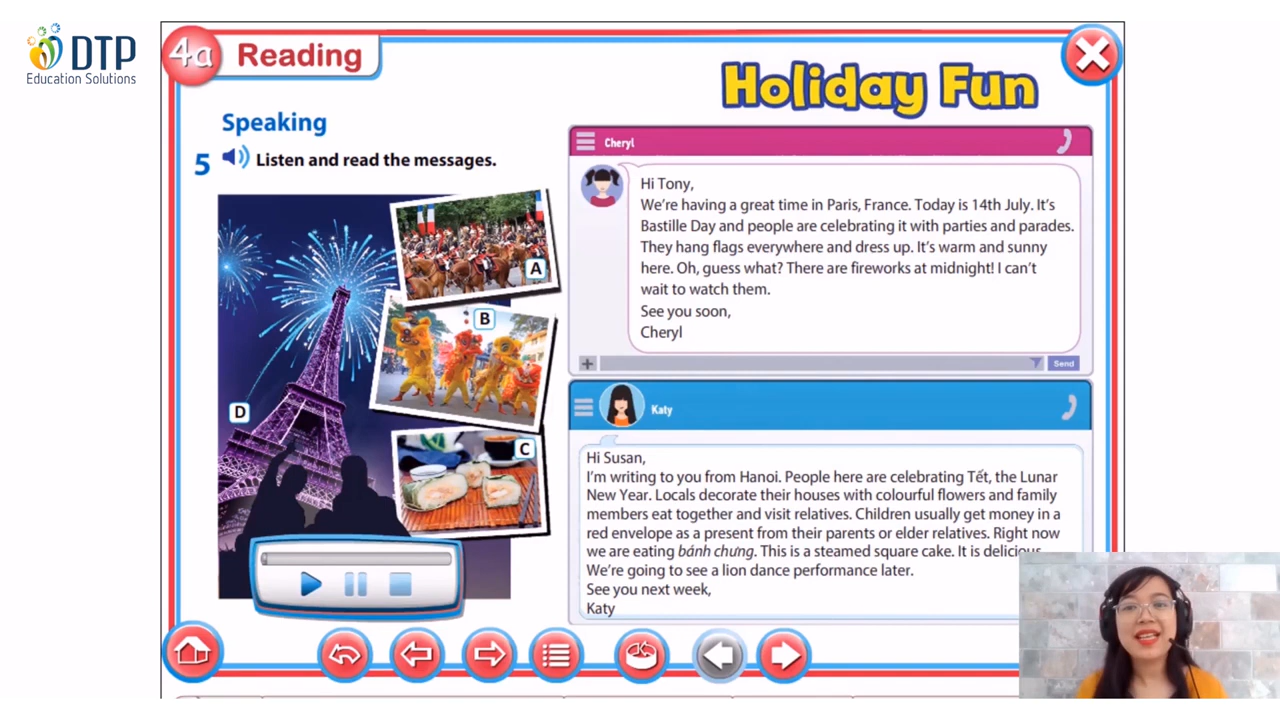 DTP
Education Solutions
4a Reading
Holiday Fun
Speaking
5 Listen and read the messages.
A
B
C
D
Cheryl
Hi Tony,
We're having a great time in Paris, France. Today is 14th July. It's
Bastille Day and people are celebrating it with parties and parades.
They hang flags everywhere and dress up. It's warm and sunny
here. Oh, guess what? There are fireworks at midnight! I can't
wait to watch them.
See you soon,
Cheryl
Send
Katy
Hi Susan,
I'm writing to you from Hanoi. People here are celebrating Tết, the Lunar
New Year. Locals decorate their houses with colourful flowers and family
members eat together and visit relatives. Children usually get money in a
red envelope as a present from their parents or elder relatives. Right now
we are eating bánh chưng. This is a steamed square cake. It is delicious.
We're going to see a lion dance performance later.
See you next week,
Katy